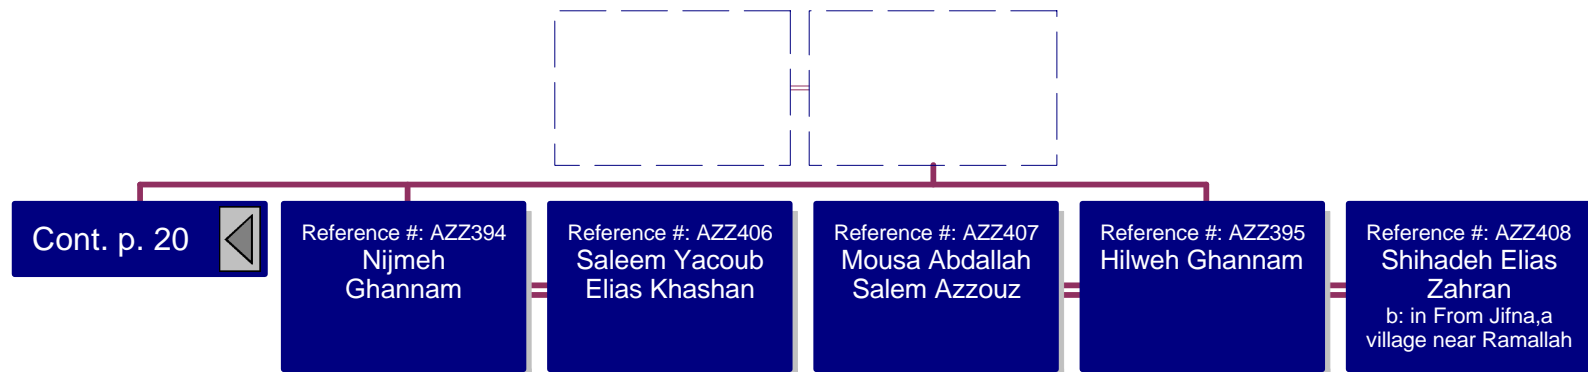 Cont. p. 20
Reference #: AZZ394
Nijmeh
Ghannam
Reference #: AZZ406
Saleem Yacoub
Elias Khashan
Reference #: AZZ407
Mousa Abdallah
Salem Azzouz
Reference #: AZZ395
Hilweh Ghannam
Reference #: AZZ408
Shihadeh Elias
Zahran
b: in From Jifna,a
village near Ramallah